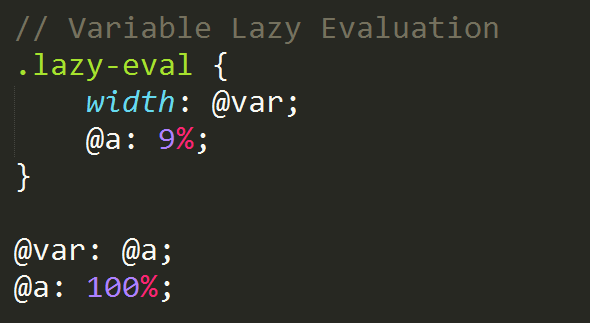 // Variable Lazy Evaluation
.lazy-eval {
    width: @var;
    @a: 9%;
}

@var: @a;
@a: 100%;